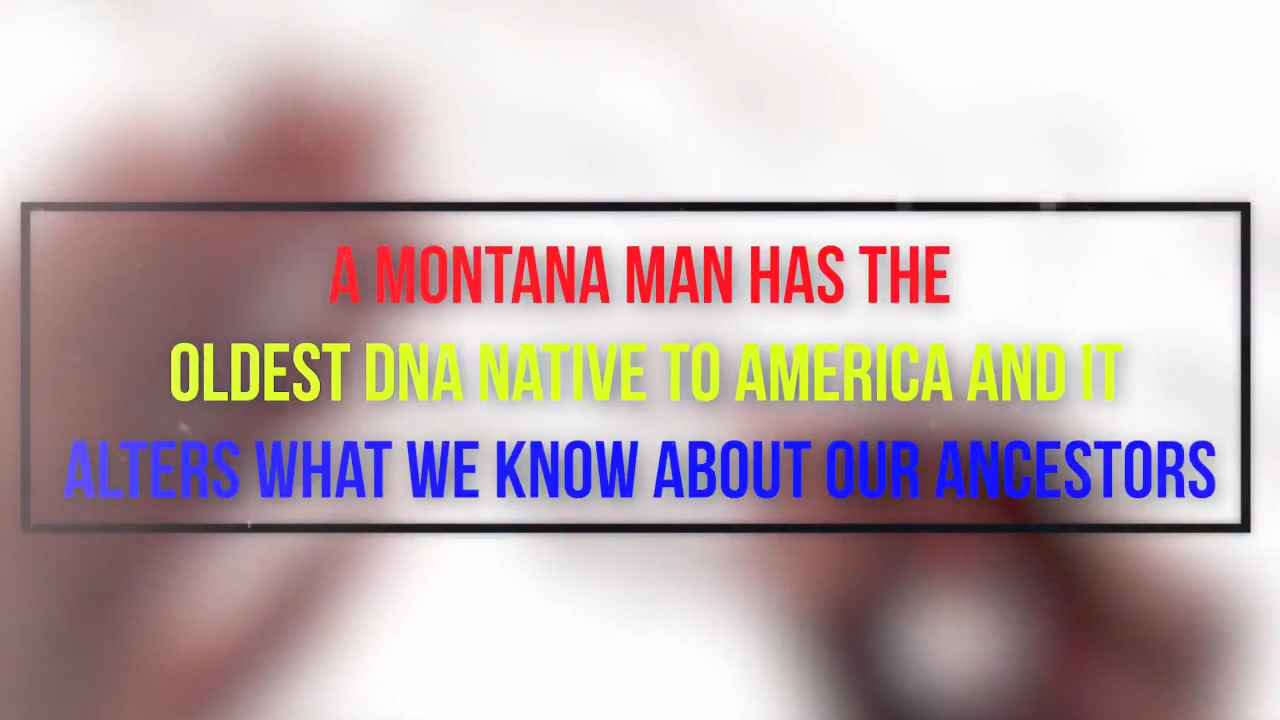 A MONTANA MAN HAS THE
OLDEST DNA NATIVE TO AMERICA AND IT
ALTERS WHAT WE KNOW ABOUT OUR ANCESTORS